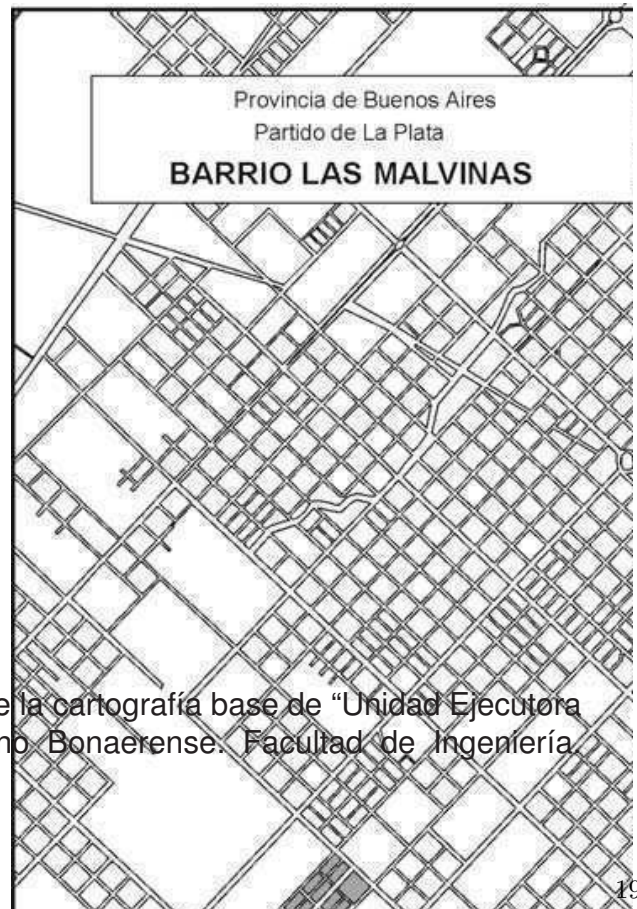 Provincia de Buenos Aires
Partido de La Plata
BARRIO LAS MALVINAS
la cartografía base de “Unidad Ejecutora
Bonaerense. Facultad de Ingeniería.